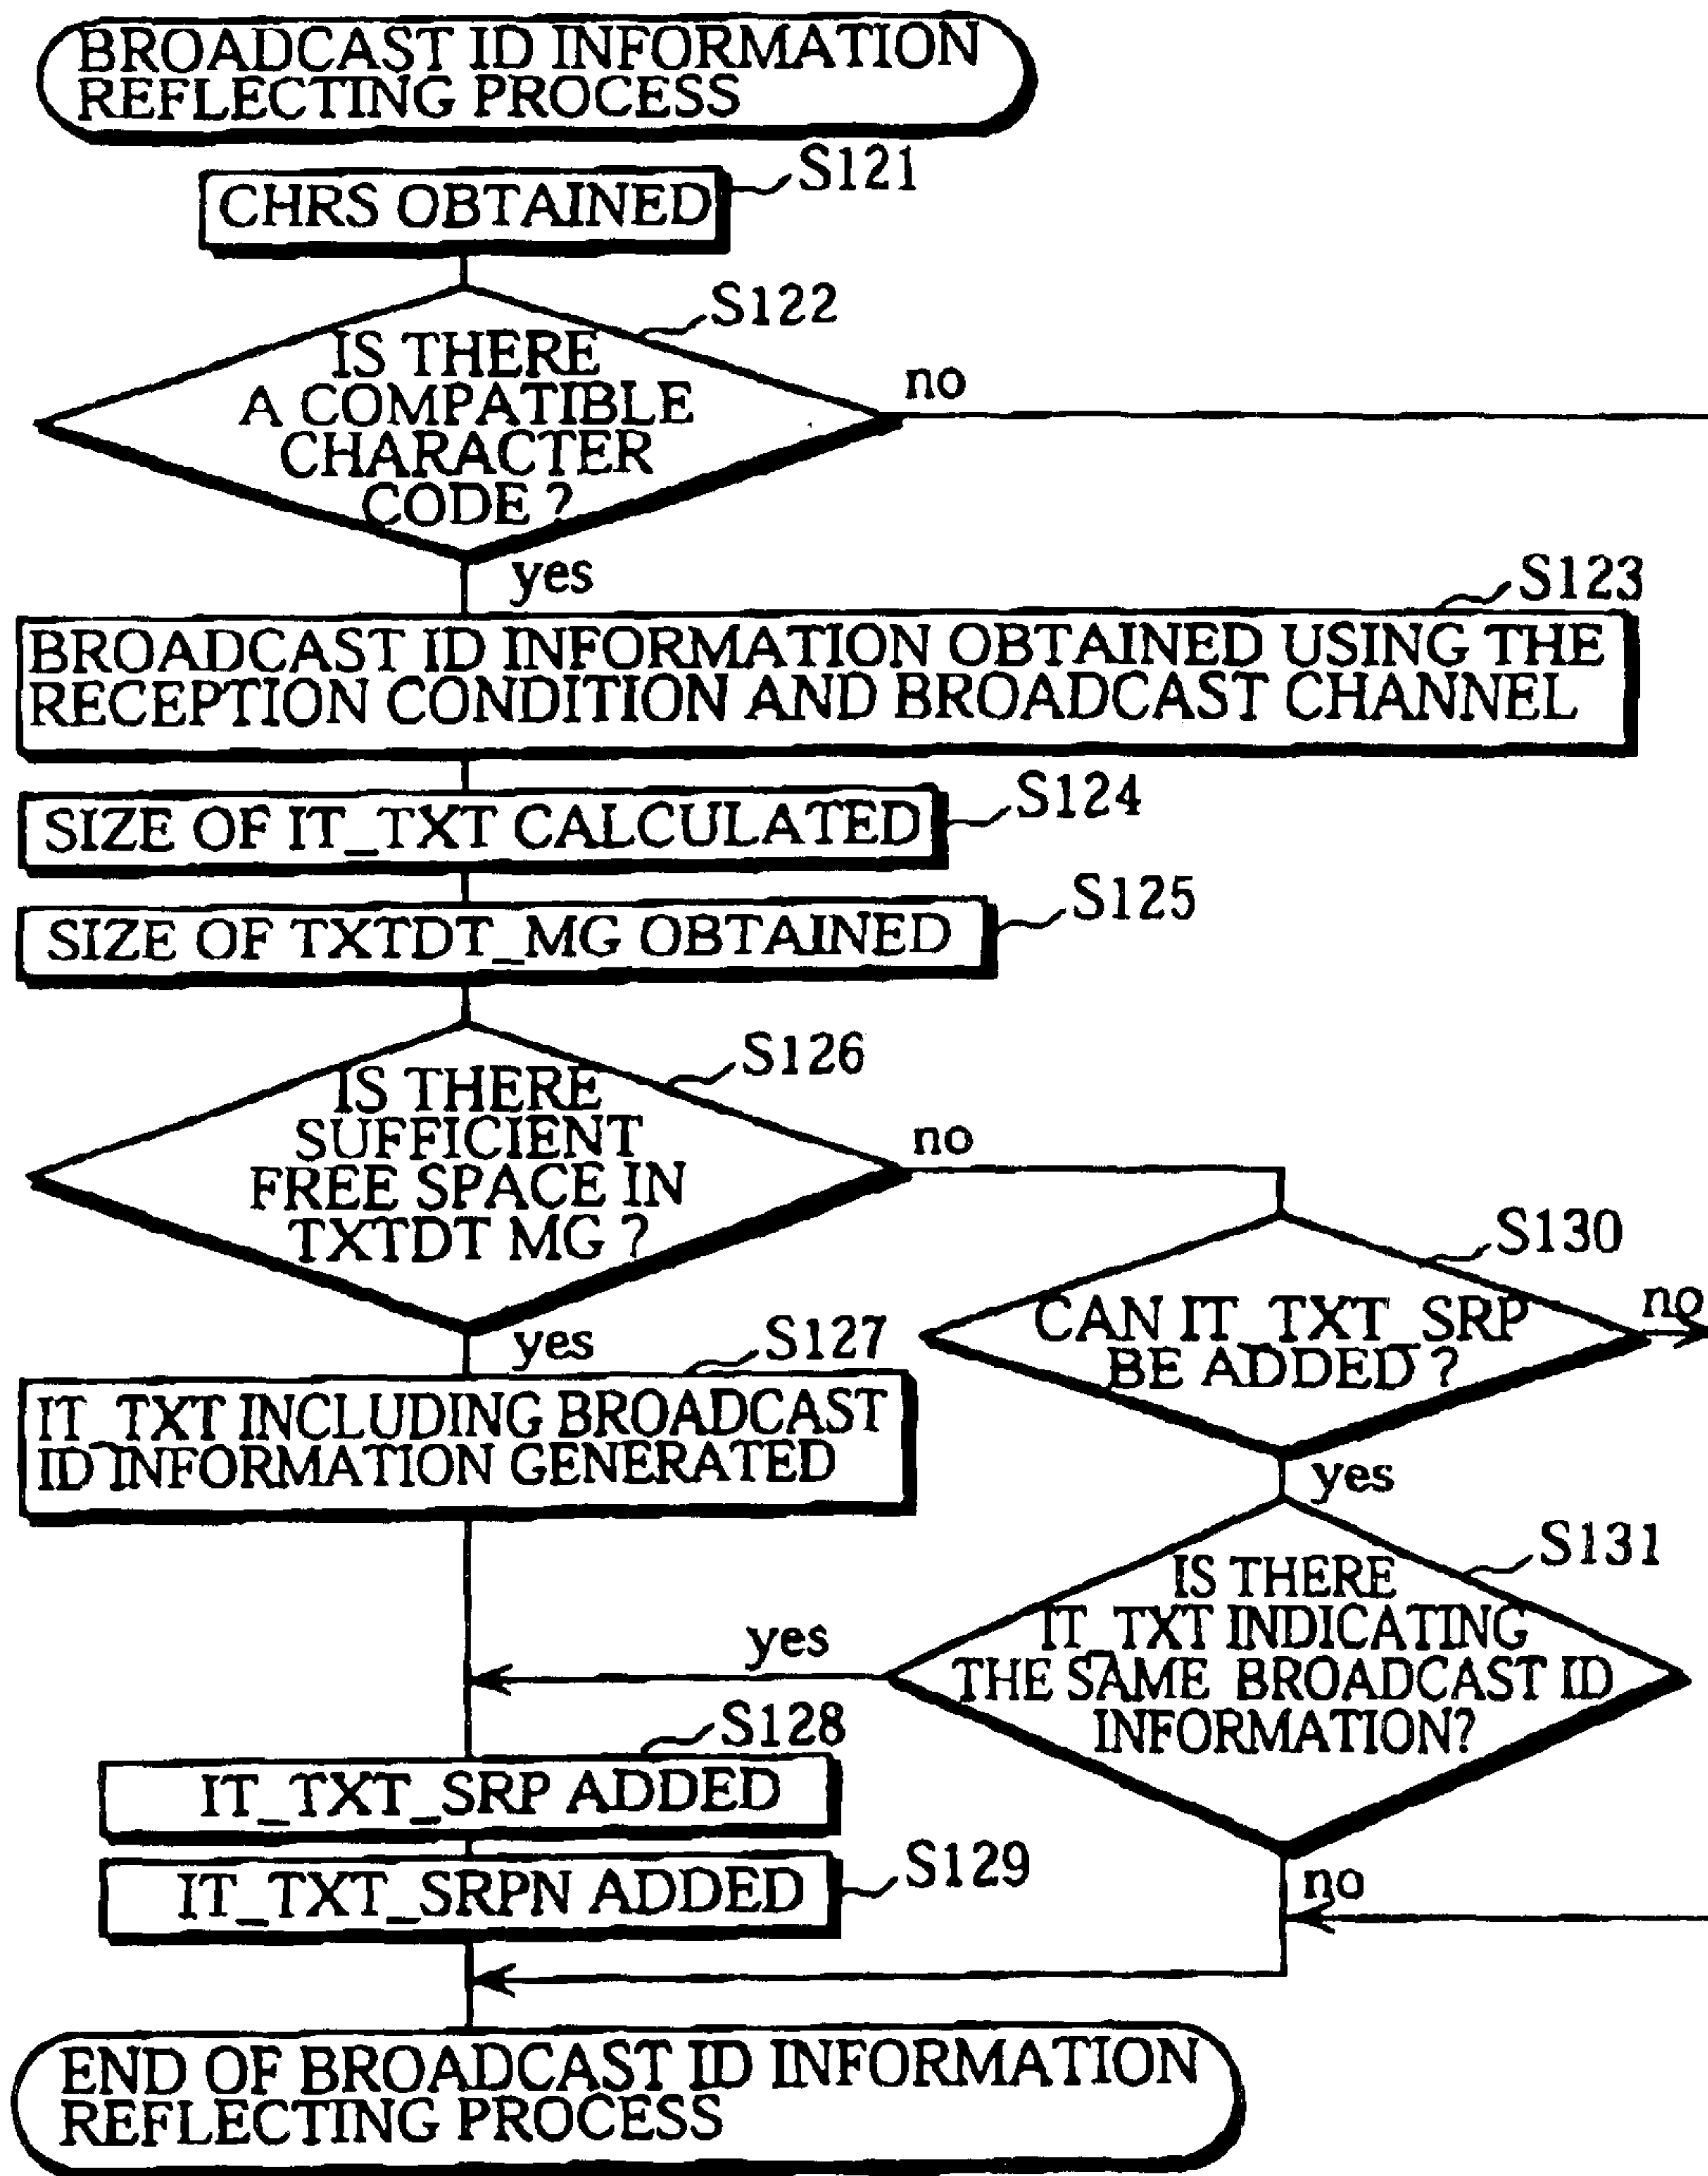 BROADCAST ID INFORMATION
REFLECTING PROCESS
S121
CHRS OBTAINED
S122
IS THERE
A COMPATIBLE
CHARACTER
CODE ?
no
yes
S123
BROADCAST ID INFORMATION OBTAINED USING THE
RECEPTION CONDITION AND BROADCAST CHANNEL
S124
SIZE OF IT_TXT CALCULATED
S125
SIZE OF TXTDT_MG OBTAINED
S126
IS THERE
SUFFICIENT
FREE SPACE IN
TXTDT MG ?
no
yes
S130
CAN IT_TXT_SRP
BE ADDED ?
no
yes
S127
IT_TXT INCLUDING BROADCAST
ID INFORMATION GENERATED
S131
IS THERE
IT_TXT INDICATING
THE SAME BROADCAST ID
INFORMATION?
yes
no
S128
IT_TXT_SRP ADDED
S129
IT_TXT_SRPN ADDED
END OF BROADCAST ID INFORMATION
REFLECTING PROCESS